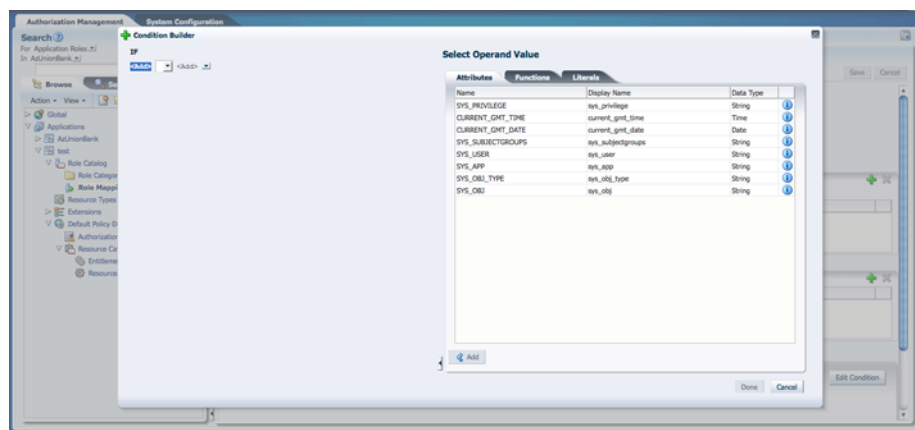 Authorization Management
System Configuration
Search
For Application Roles
In AzUnionBank
Browse
Action View
Global
Applications
AzUnionBank
test
Role Catalog
Role Categor
Role Mappi
Resource Types
Extensions
Default Policy D
Authorization
Resource Ca
Entitleme
Resource
Condition Builder
IF
<Add> <Add>
Select Operand Value
Attributes Functions Literals
Name Display Name Data Type
SYS_PRIVILEGE sys_privilege String
CURRENT_GMT_TIME current_gmt_time Time
CURRENT_GMT_DATE current_gmt_date Date
SYS_SUBJECTGROUPS sys_subjectgroups String
SYS_USER sys_user String
SYS_APP sys_app String
SYS_OBJ_TYPE sys_obj_type String
SYS_OBJ sys_obj String
Add
Done Cancel
Save Cancel
Edit Condition